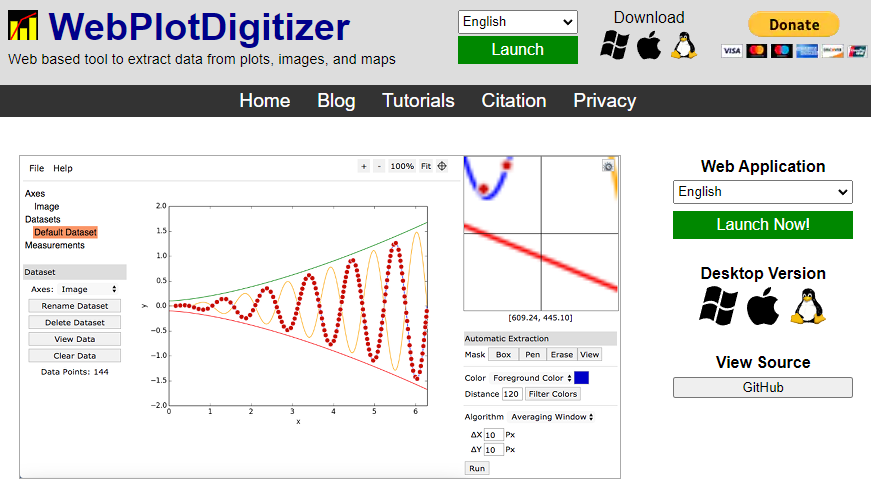 WebPlotDigitizer
Web based tool to extract data from plots, images, and maps
English
Launch
Download
Donate
VISA
DISCOVER
Home Blog Tutorials Citation Privacy
File Help
+ - 100% Fit
Axes
Image
Datasets
Default Dataset
Measurements
Dataset
Axes: Image
Rename Dataset
Delete Dataset
View Data
Clear Data
Data Points: 144
2.0
1.5
1.0
0.5
0.0
−0.5
−1.0
−1.5
−2.0
y
0 1 2 3 4 5 6
x
[609.24, 445.10]
Automatic Extraction
Mask Box Pen Erase View
Color Foreground Color
Distance 120 Filter Colors
Algorithm Averaging Window
ΔX 10 Px
ΔY 10 Px
Run
Web Application
English
Launch Now!
Desktop Version
View Source
GitHub